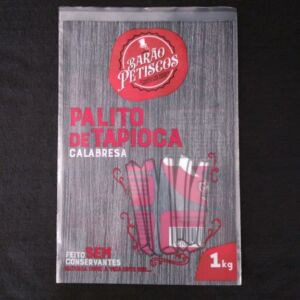 BARÃO
PETISCOS
PALITO
DE TAPIOCA
CALABRESA
FEITO SEM
CONSERVANTES
1kg